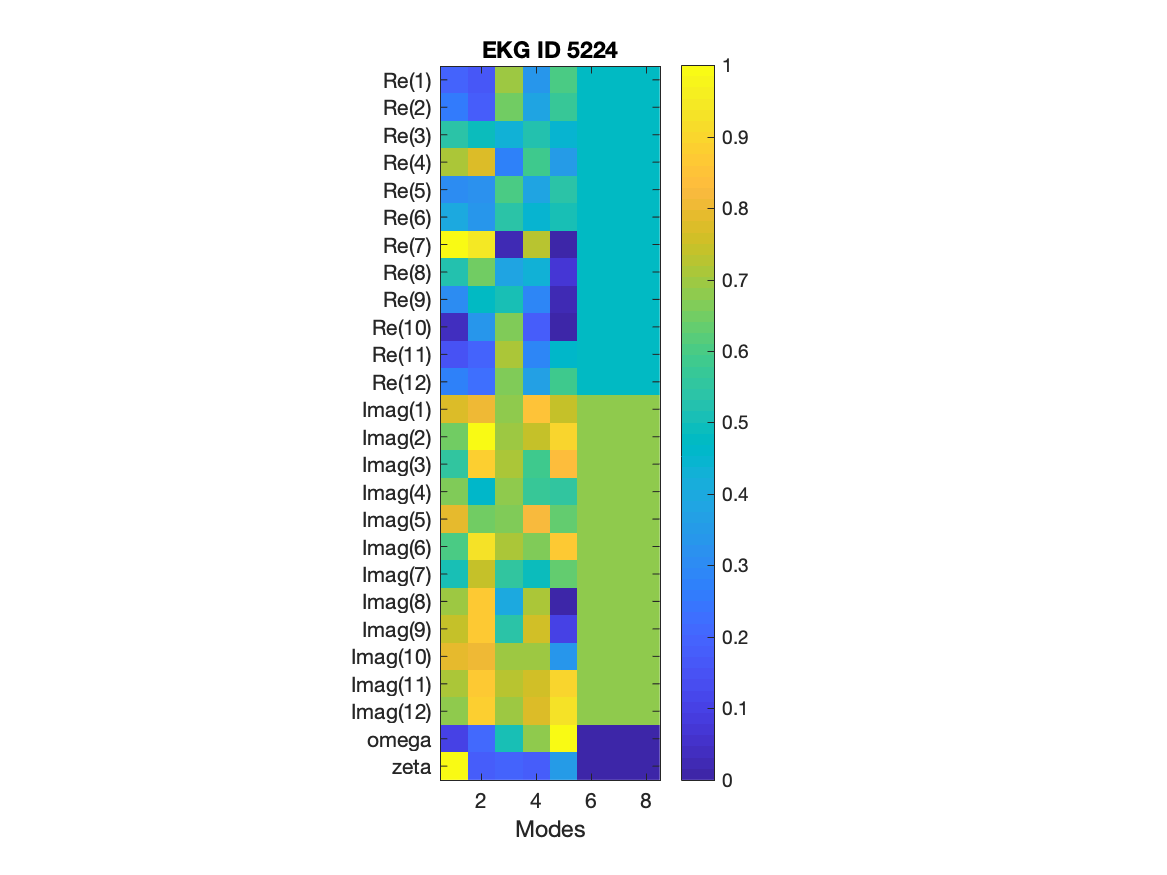 EKG ID 5224
Re(1)
Re(2)
Re(3)
Re(4)
Re(5)
Re(6)
Re(7)
Re(8)
Re(9)
Re(10)
Re(11)
Re(12)
Imag(1)
Imag(2)
Imag(3)
Imag(4)
Imag(5)
Imag(6)
Imag(7)
Imag(8)
Imag(9)
Imag(10)
Imag(11)
Imag(12)
omega
zeta
2 4 6 8
Modes
1
0.9
0.8
0.7
0.6
0.5
0.4
0.3
0.2
0.1
0